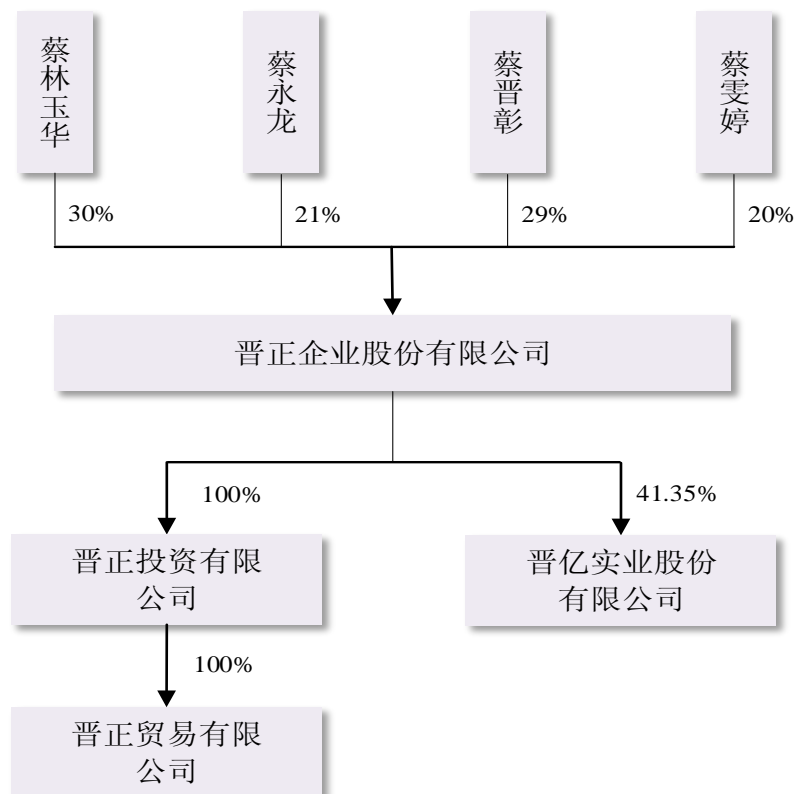 蔡林玉华
蔡永龙
蔡晋彰
蔡雯婷
30%
21%
29%
20%
晋正企业股份有限公司
100%
41.35%
晋正投资有限
公司
晋亿实业股份
有限公司
100%
晋正贸易有限
公司